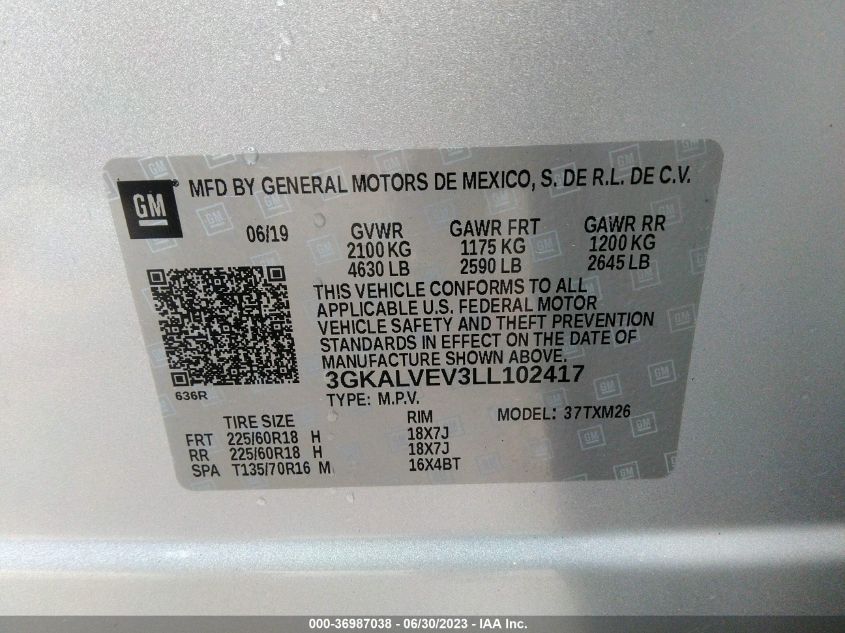 GM
MFD BY GENERAL MOTORS DE MEXICO, S. DE R.L. DE C.V.
06/19 GVWR GAWR FRT GAWR RR
2100 KG 1175 KG 1200 KG
4630 LB 2590 LB 2645 LB
THIS VEHICLE CONFORMS TO ALL
APPLICABLE U.S. FEDERAL MOTOR
VEHICLE SAFETY AND THEFT PREVENTION
STANDARDS IN EFFECT ON THE DATE OF
MANUFACTURE SHOWN ABOVE.
3GKALVEV3LL102417
636R
TYPE: M.P.V.
TIRE SIZE RIM MODEL: 37TXM26
FRT 225/60R18 H 18X7J
RR 225/60R18 H 18X7J
SPA T135/70R16 M 16X4BT
000-36987038 - 06/30/2023 - IAA Inc.